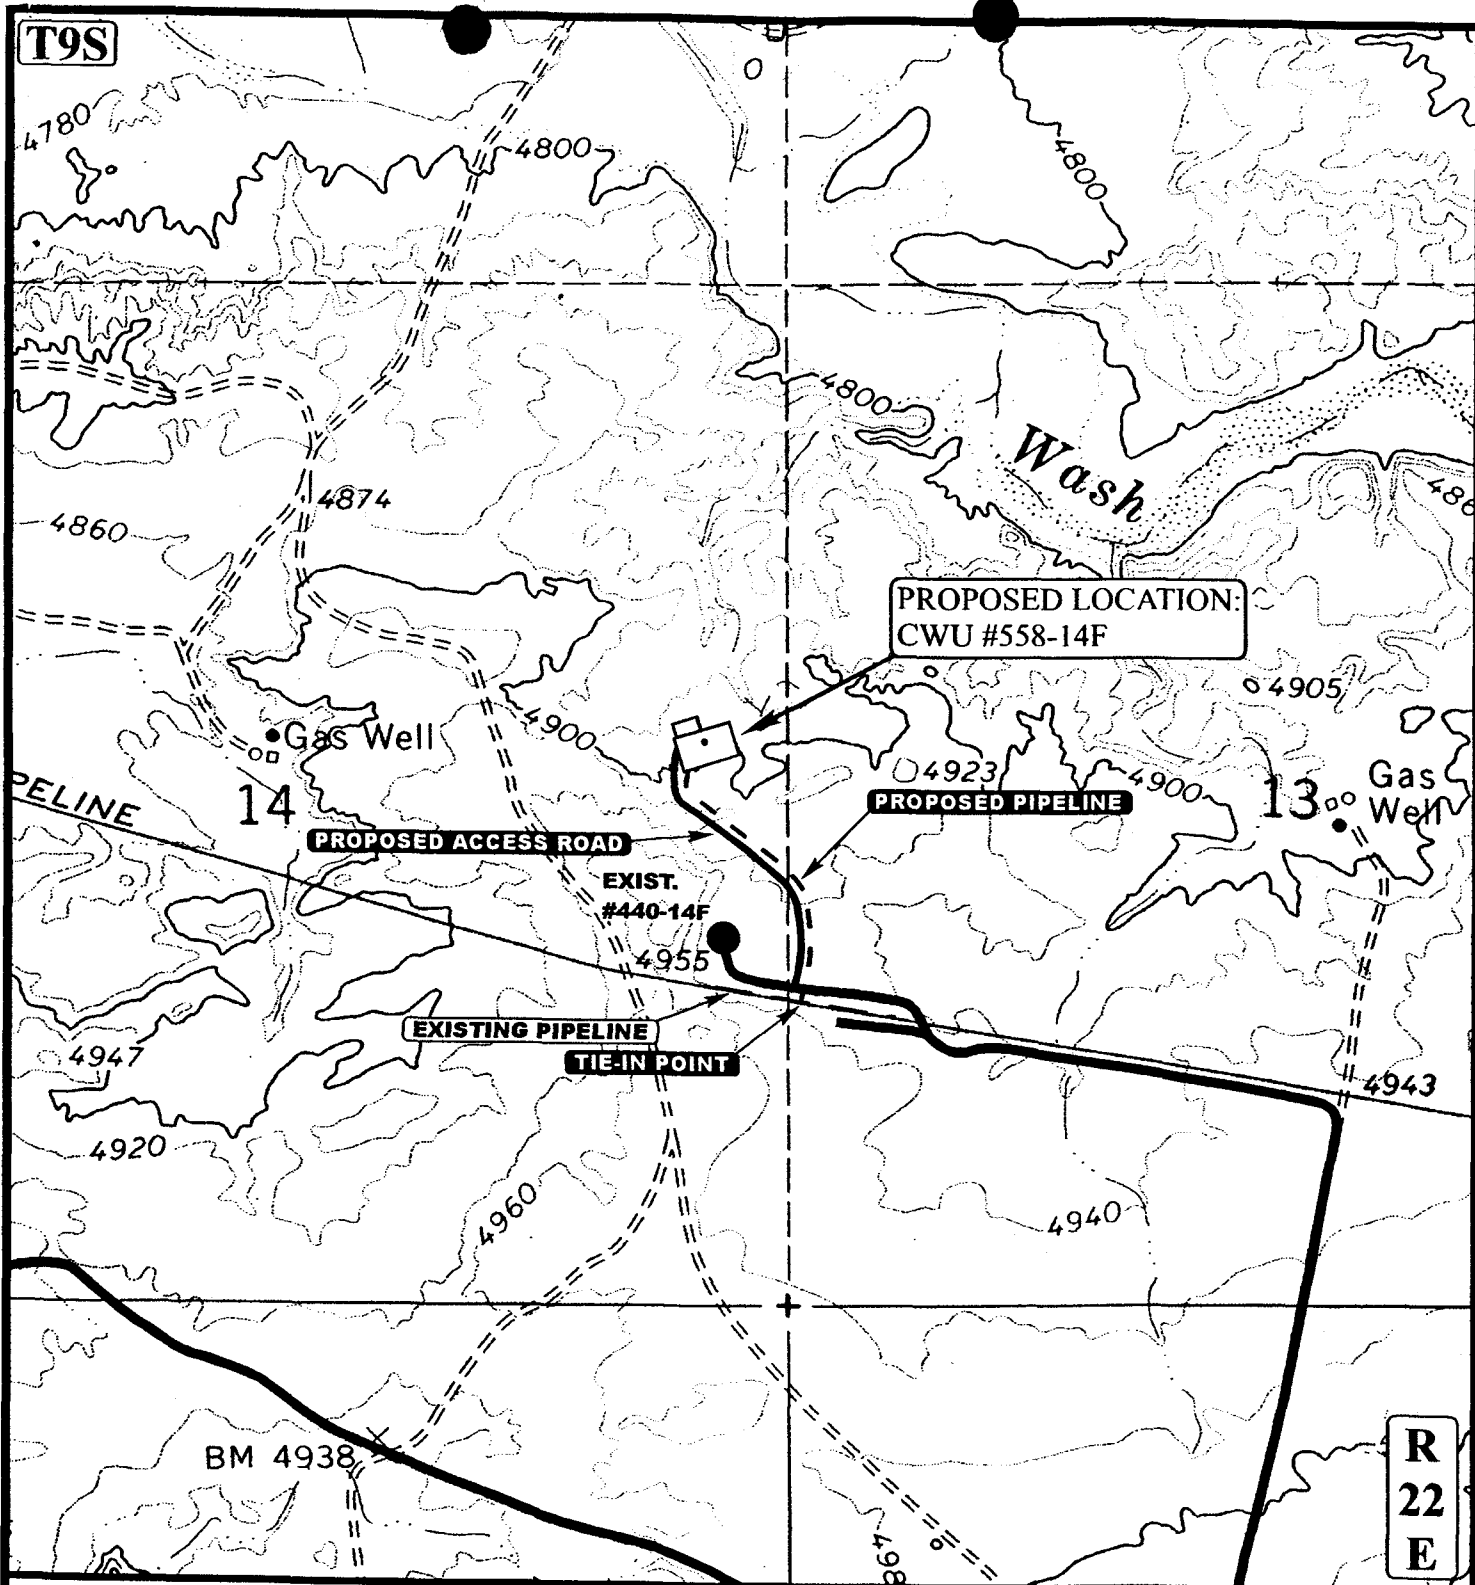 T9S
4780
4800
4800
4800
Wash
4874
4860
486
PROPOSED LOCATION:
CWU #558-14F
4905
4900
Gas Well
4923
4900
Gas
Well
13
14
PELINE
PROPOSED PIPELINE
PROPOSED ACCESS ROAD
EXIST.
#440-14F
4955
EXISTING PIPELINE
TIE-IN POINT
4947
4943
4920
4960
4940
BM 4938
498
R
22
E